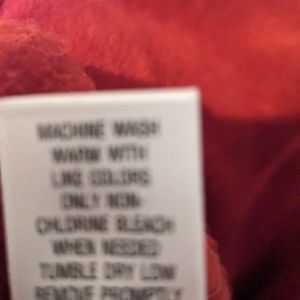 MACHINE WASH
WARM WITH
LIKE COLORS
ONLY NON-
CHLORINE BLEACH
WHEN NEEDED
TUMBLE DRY LOW
REMOVE PROMPTLY